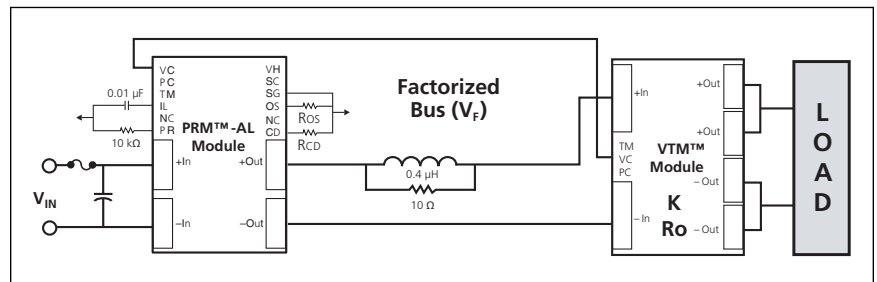 0.01 µF
10 kΩ
VC
PC
TM
IL
NC
PR
VH
SC
SG
OS
NC
CD
PRM™-AL
Module
+In
–In
+Out
–Out
ROS
RCD
VIN
Factorized
Bus (VF)
0.4 µH
10 Ω
+In
– In
TM
VC
PC
VTM™
Module
K
Ro
+Out
+Out
– Out
– Out
L
O
A
D